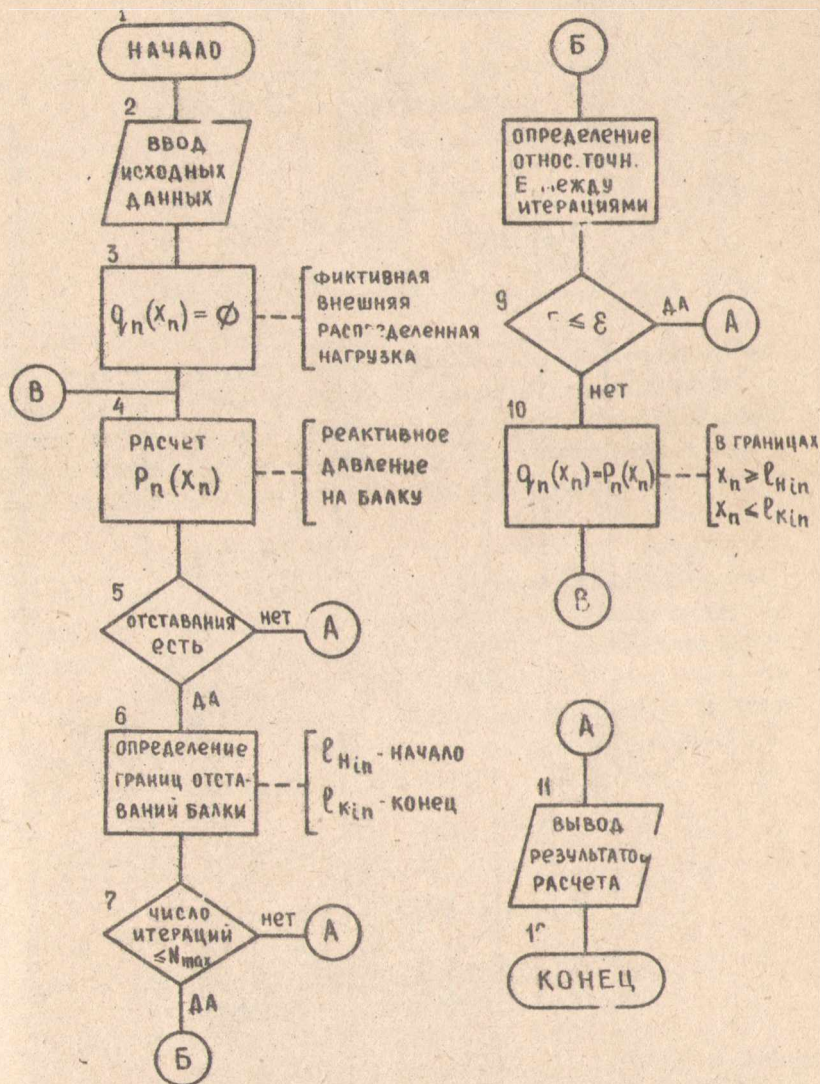 1
НАЧАЛО
2
ВВОД
ИСХОДНЫХ
ДАННЫХ
3
qₙ(xₙ) = Ø
ФИКТИВНАЯ
ВНЕШНЯЯ
РАСПРЕДЕЛЕННАЯ
НАГРУЗКА
В
4
РАСЧЕТ
Pₙ(xₙ)
РЕАКТИВНОЕ
ДАВЛЕНИЕ
НА БАЛКУ
5
ОТСТАВАНИЯ
ЕСТЬ
НЕТ
А
ДА
6
ОПРЕДЕЛЕНИЕ
ГРАНИЦ ОТСТА-
ВАНИЙ БАЛКИ
ℓHin - НАЧАЛО
ℓKin - КОНЕЦ
7
ЧИСЛО
ИТЕРАЦИЙ
≤Nmax
НЕТ
А
ДА
Б
Б
ОПРЕДЕЛЕНИЕ
ОТНОС. ТОЧН.
Е МЕЖДУ
ИТЕРАЦИЯМИ
9
≤ Ɛ
ДА
А
НЕТ
10
qₙ(xₙ)=Pₙ(xₙ)
В ГРАНИЦАХ
xₙ ≥ ℓHin
xₙ ≤ ℓKin
В
А
11
ВЫВОД
РЕЗУЛЬТАТОВ
РАСЧЕТА
КОНЕЦ